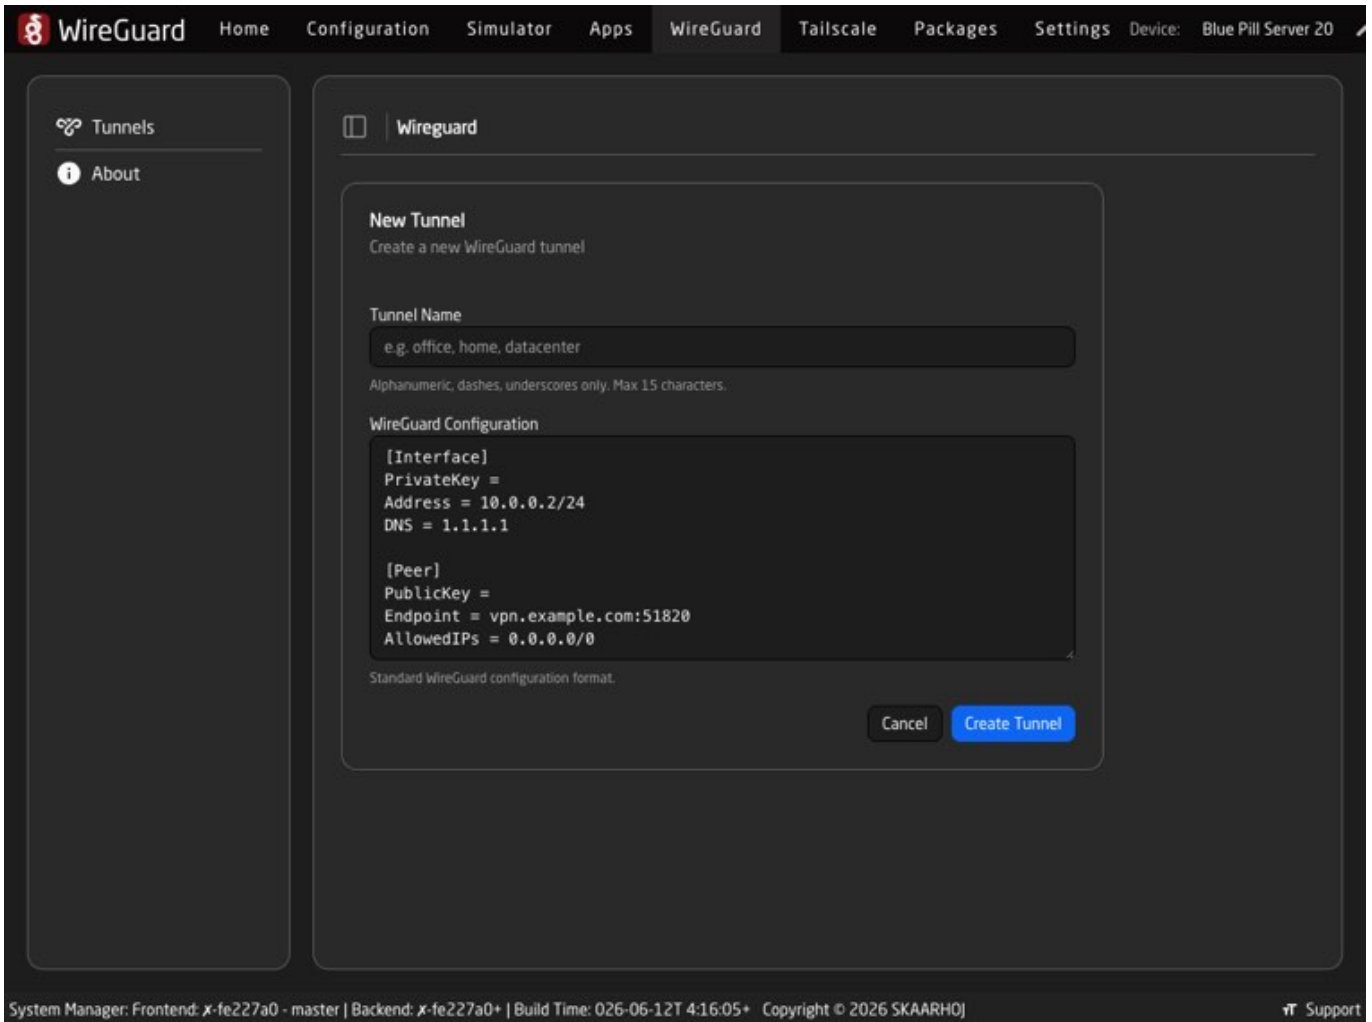 WireGuard Home Configuration Simulator Apps WireGuard Tailscale Packages Settings Device: Blue Pill Server 20
Tunnels
About
Wireguard
New Tunnel
Create a new WireGuard tunnel
Tunnel Name
e.g. office, home, datacenter
Alphanumeric, dashes, underscores only. Max 15 characters.
WireGuard Configuration
[Interface]
PrivateKey =
Address = 10.0.0.2/24
DNS = 1.1.1.1
[Peer]
PublicKey =
Endpoint = vpn.example.com:51820
AllowedIPs = 0.0.0.0/0
Standard WireGuard configuration format.
Cancel Create Tunnel
System Manager: Frontend: ✗-fe227a0 - master | Backend: ✗-fe227a0+ | Build Time: 026-06-12T 4:16:05+ Copyright © 2026 SKAARHOJ Support